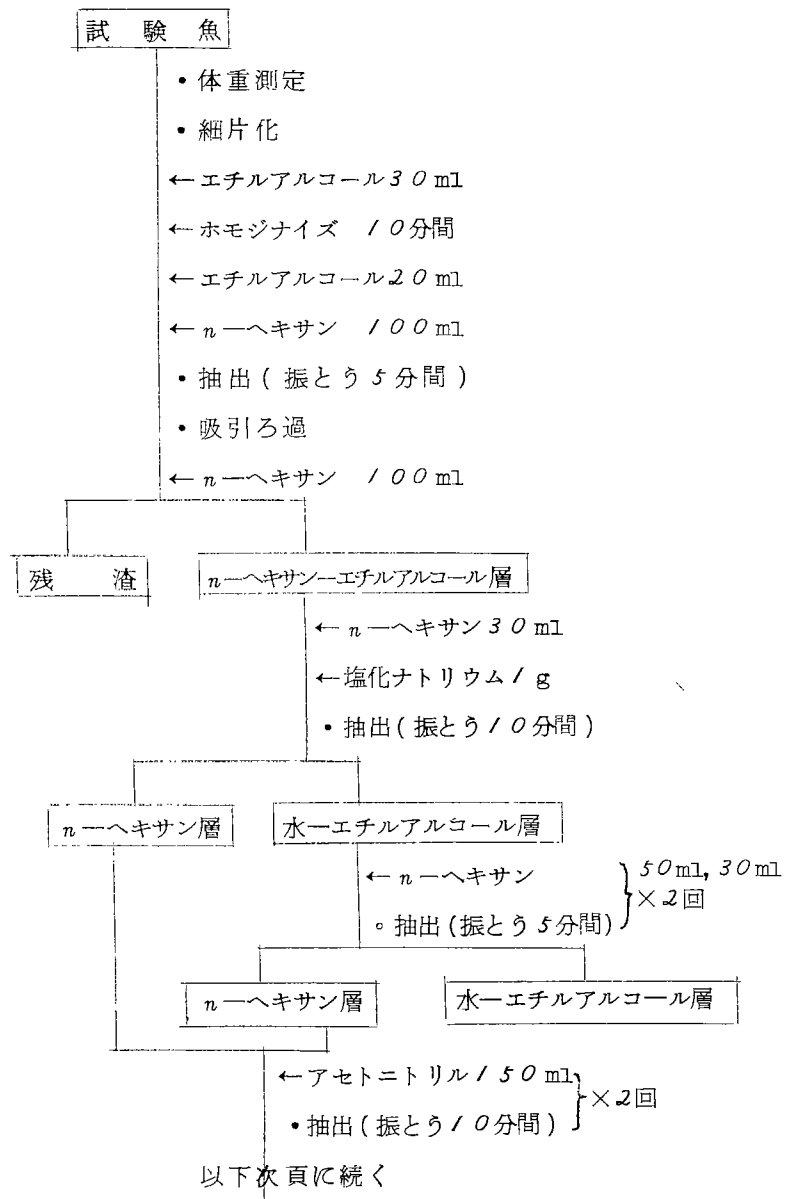 試験魚
・体重測定
・細片化
←エチルアルコール30ml
←ホモジナイズ 10分間
←エチルアルコール20ml
←n-ヘキサン 100ml
・抽出(振とう5分間)
・吸引ろ過
←n-ヘキサン 100ml
残渣
n-ヘキサン-エチルアルコール層
←n-ヘキサン30ml
←塩化ナトリウム1g
・抽出(振とう10分間)
n-ヘキサン層
水-エチルアルコール層
←n-ヘキサン
。抽出(振とう5分間)
50ml, 30ml
×2回
n-ヘキサン層
水-エチルアルコール層
←アセトニトリル150ml
・抽出(振とう10分間)
×2回
以下次頁に続く